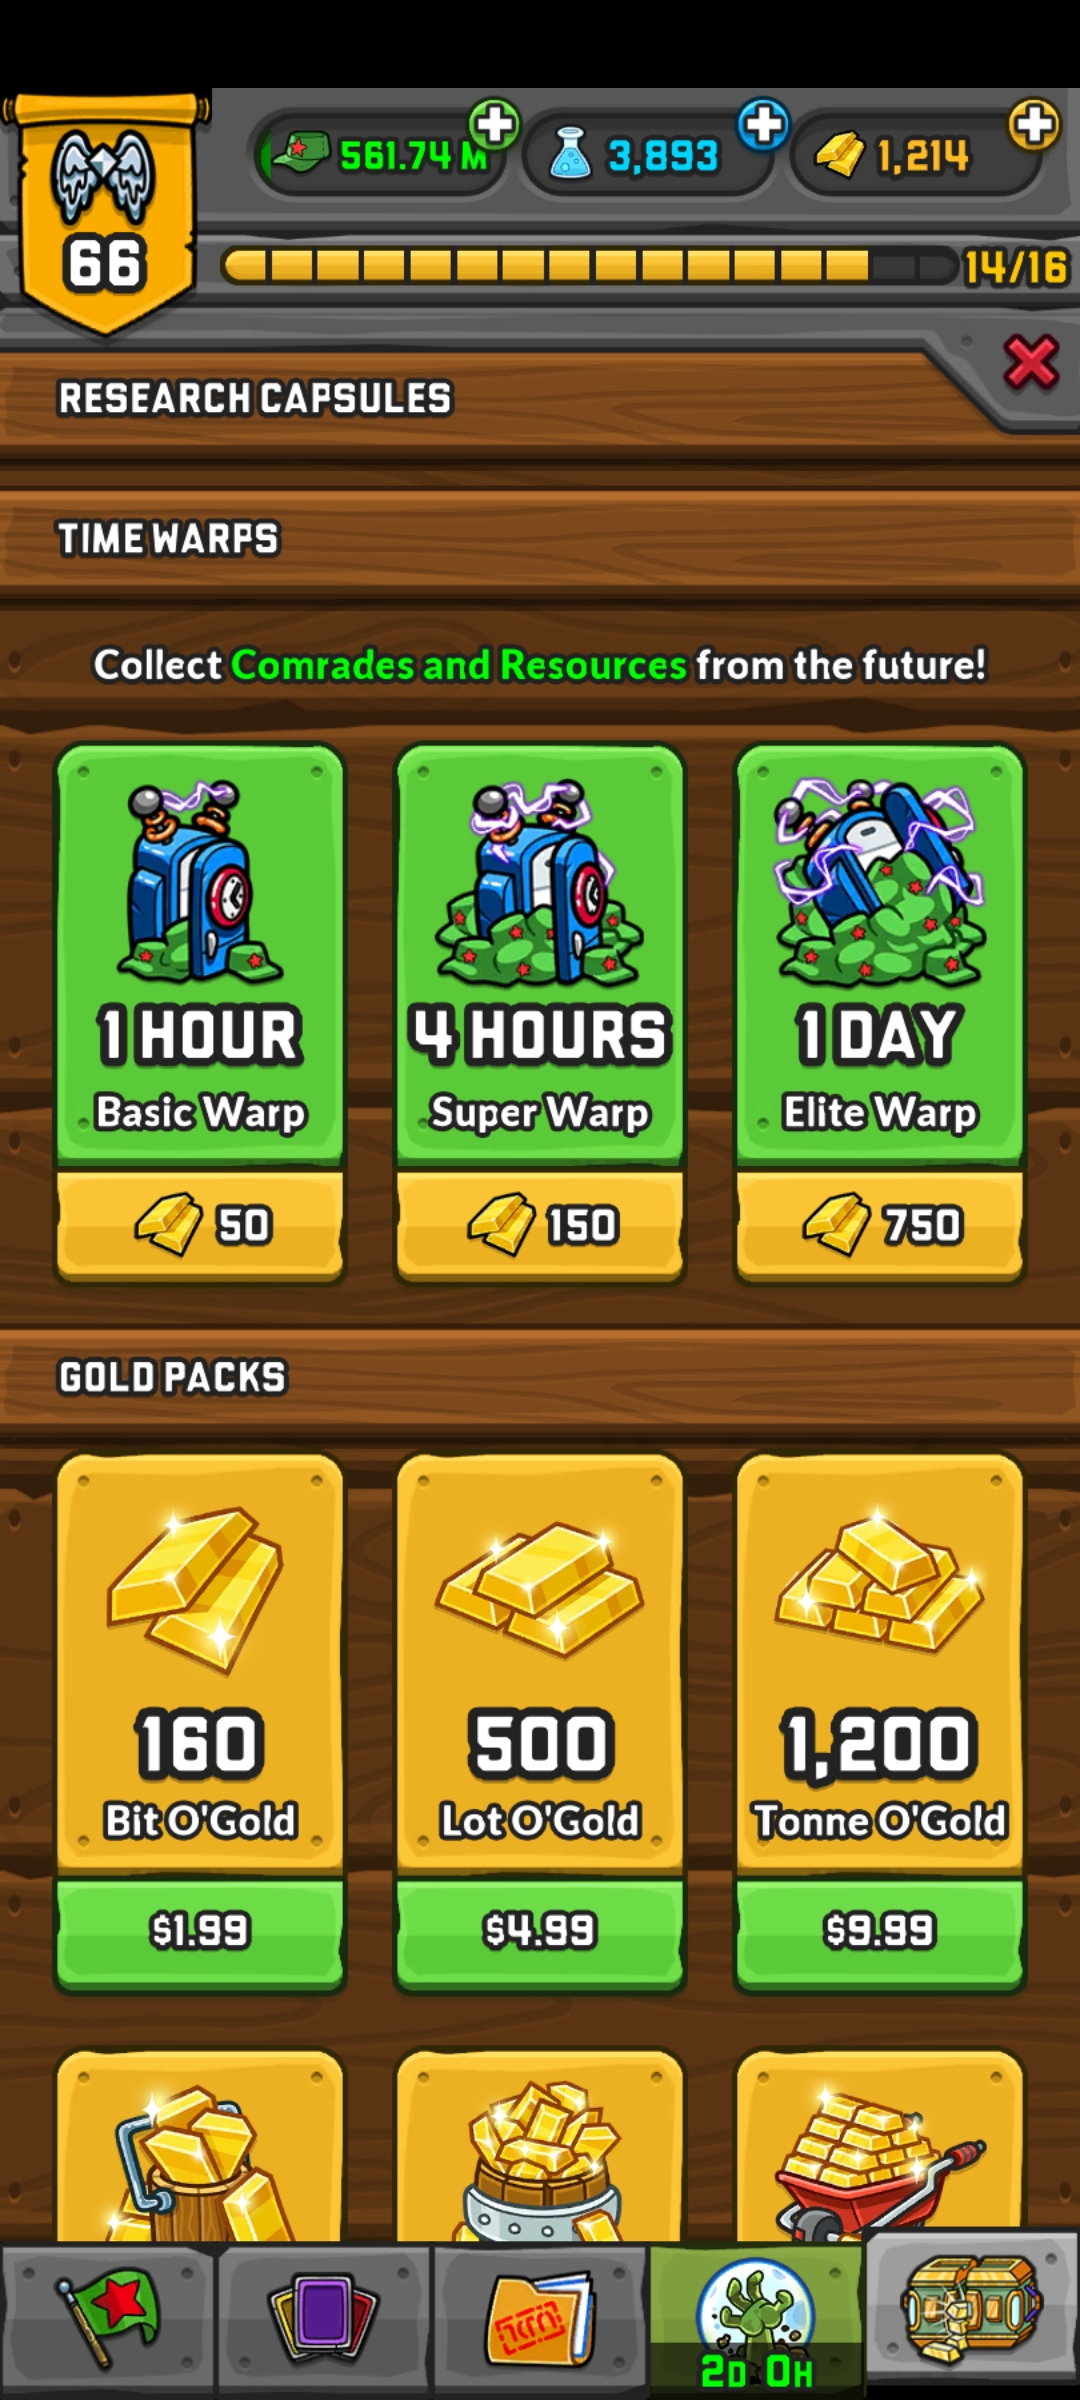 561.74 M
3,893
1,214
66
14/16
RESEARCH CAPSULES
TIME WARPS
Collect Comrades and Resources from the future!
1 HOUR
Basic Warp
50
4 HOURS
Super Warp
150
1 DAY
Elite Warp
750
GOLD PACKS
160
Bit O'Gold
$1.99
500
Lot O'Gold
$4.99
1,200
Tonne O'Gold
$9.99
2D 0H